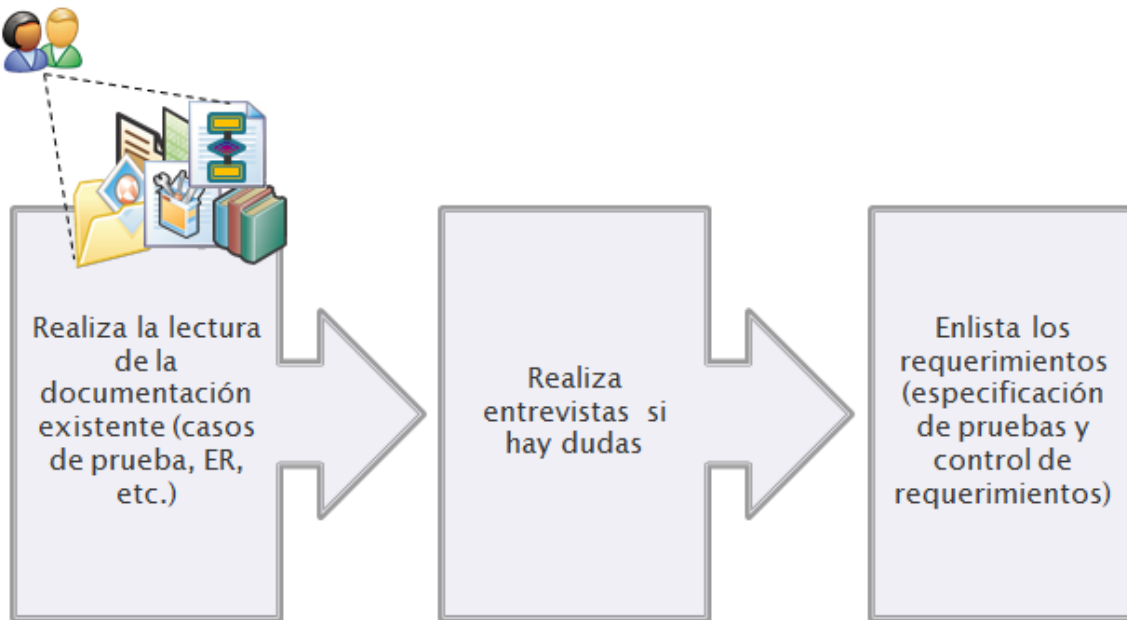 Realiza la lectura
de la
documentación
existente (casos
de prueba, ER,
etc.)
Realiza
entrevistas si
hay dudas
Enlista los
requerimientos
(especificación
de pruebas y
control de
requerimientos)